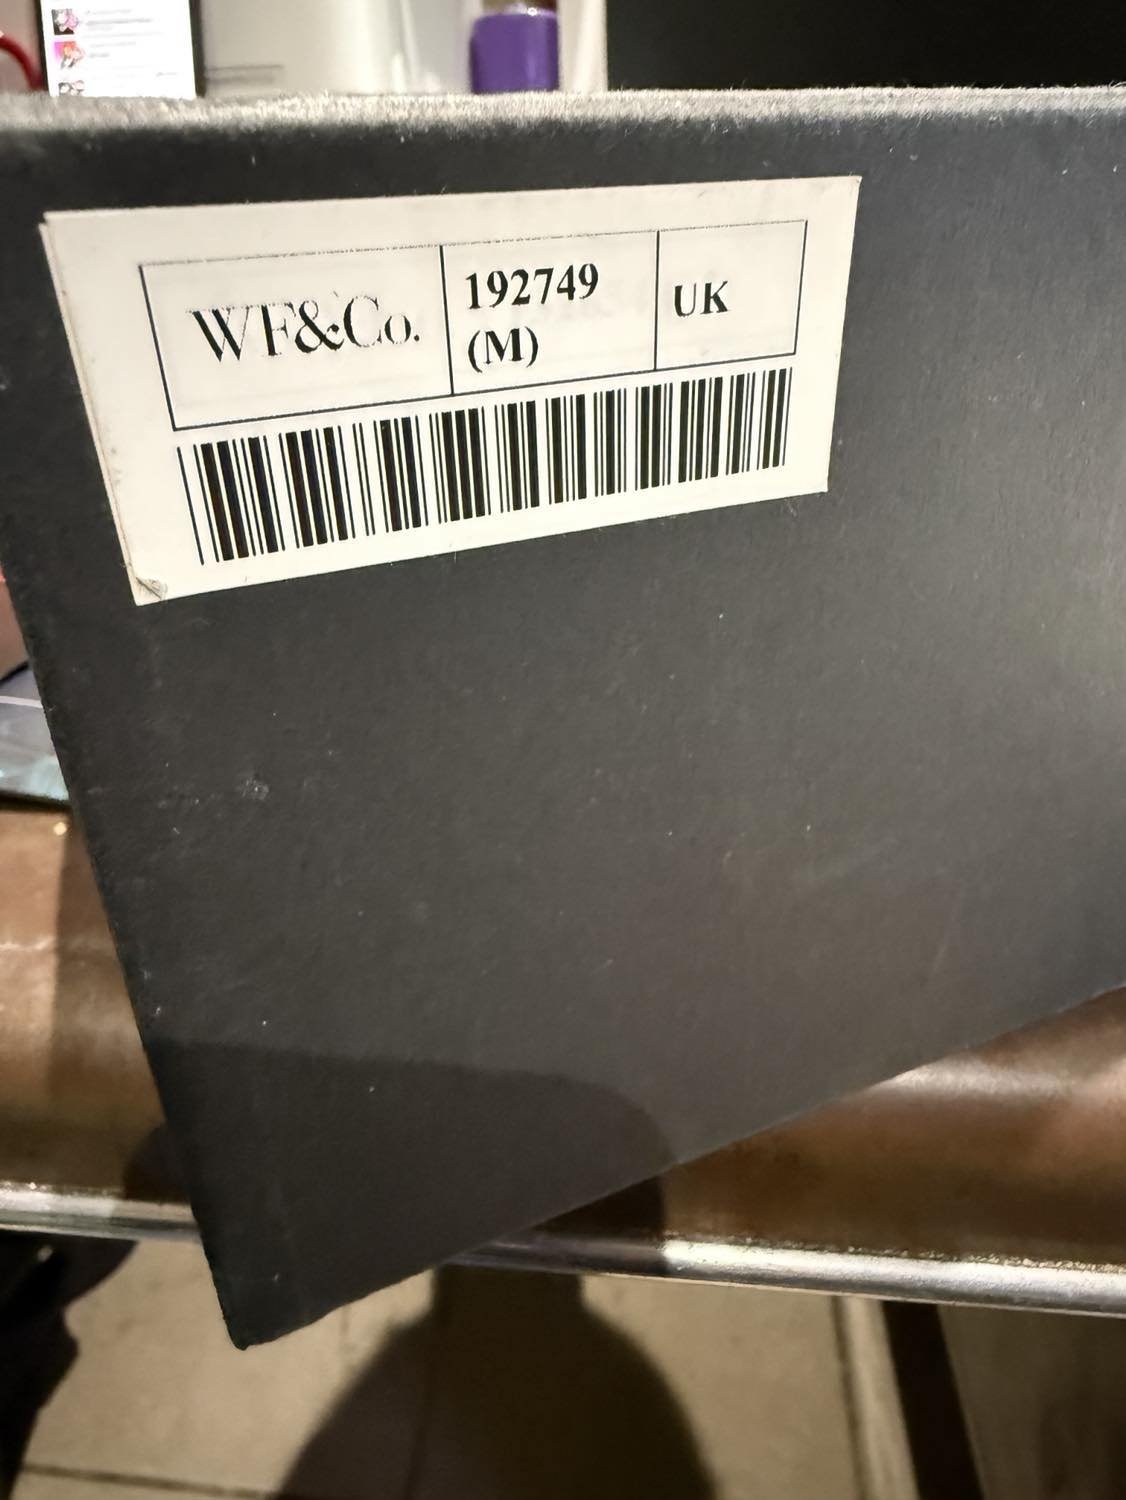 WF&Co.
192749
(M)
UK